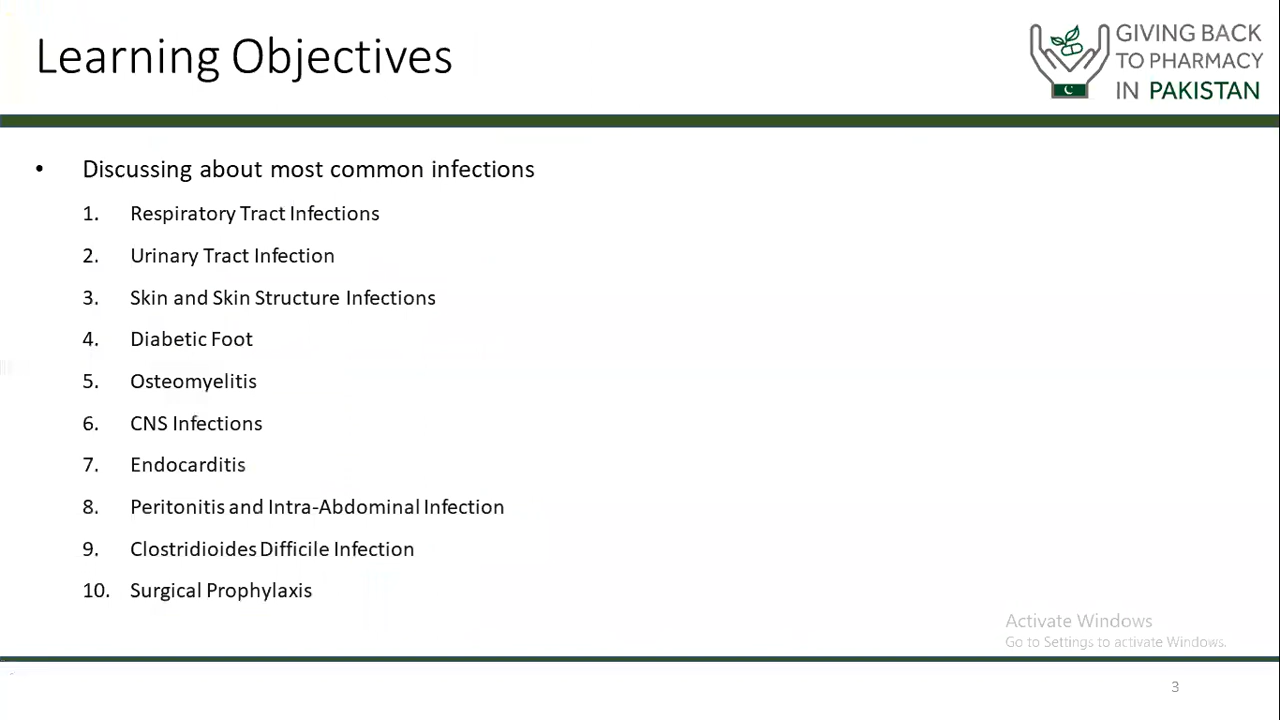 Learning Objectives
GIVING BACK
TO PHARMACY
IN PAKISTAN
• Discussing about most common infections
1. Respiratory Tract Infections
2. Urinary Tract Infection
3. Skin and Skin Structure Infections
4. Diabetic Foot
5. Osteomyelitis
6. CNS Infections
7. Endocarditis
8. Peritonitis and Intra-Abdominal Infection
9. Clostridioides Difficile Infection
10. Surgical Prophylaxis
Activate Windows
Go to Settings to activate Windows.
3